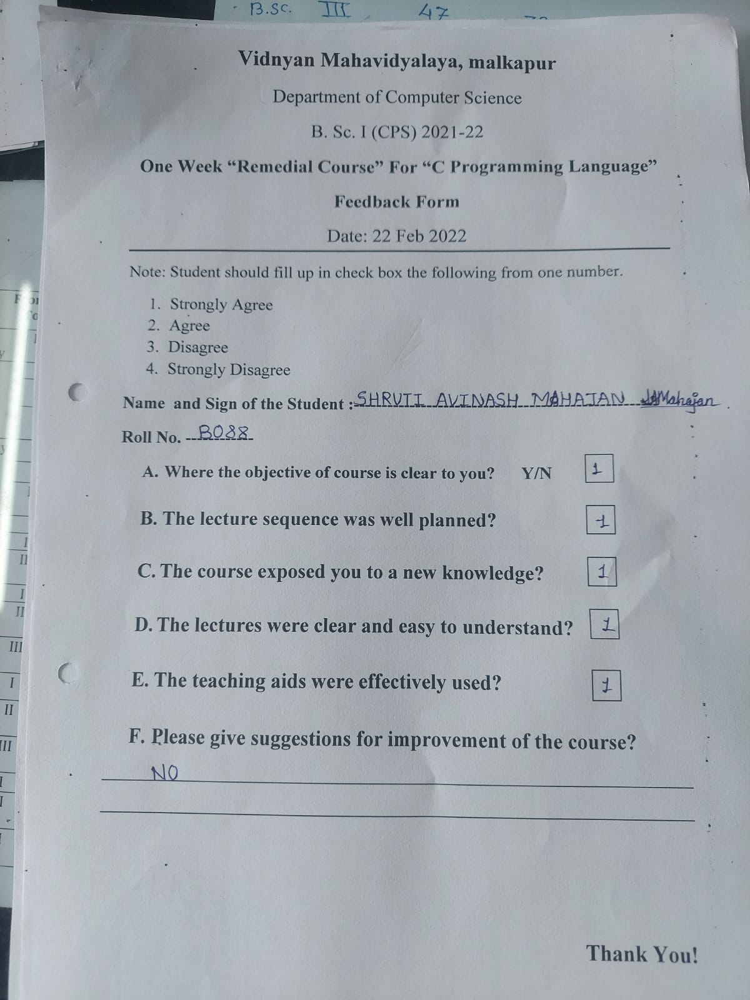 B.Sc. III 47
Vidnyan Mahavidyalaya, malkapur
Department of Computer Science
B. Sc. I (CPS) 2021-22
One Week “Remedial Course” For “C Programming Language”
Feedback Form
Date: 22 Feb 2022
Note: Student should fill up in check box the following from one number.
1. Strongly Agree
2. Agree
3. Disagree
4. Strongly Disagree
Name and Sign of the Student : SHRUTI AVINASH MAHAJAN SAMahajan
Roll No. B088
A. Where the objective of course is clear to you? Y/N 1
B. The lecture sequence was well planned? 1
C. The course exposed you to a new knowledge? 1
D. The lectures were clear and easy to understand? 1
E. The teaching aids were effectively used? 1
F. Please give suggestions for improvement of the course?
NO
Thank You!
I
II
I
II
III
I
II
III